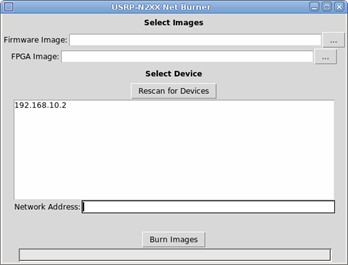 USRP-N2XX Net Burner
Select Images
Firmware Image: ...
FPGA Image: ...
Select Device
Rescan for Devices
192.168.10.2
Network Address:
Burn Images